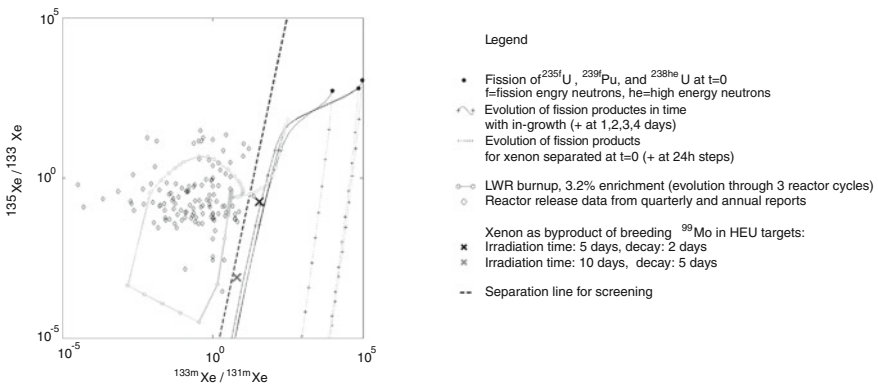 10^5
10^0
10^-5
^135Xe/^133Xe
10^-5
10^0
10^5
^133mXe/^131mXe
Legend
Fission of ^235fU , ^239fPu, and ^238heU at t=0
f=fission engry neutrons, he=high energy neutrons
Evolution of fission productes in time
with in-growth (+ at 1,2,3,4 days)
Evolution of fission products
for xenon separated at t=0 (+ at 24h steps)
LWR burnup, 3.2% enrichment (evolution through 3 reactor cycles)
Reactor release data from quarterly and annual reports
Xenon as byproduct of breeding ^99Mo in HEU targets:
Irradiation time: 5 days, decay: 2 days
Irradiation time: 10 days, decay: 5 days
Separation line for screening